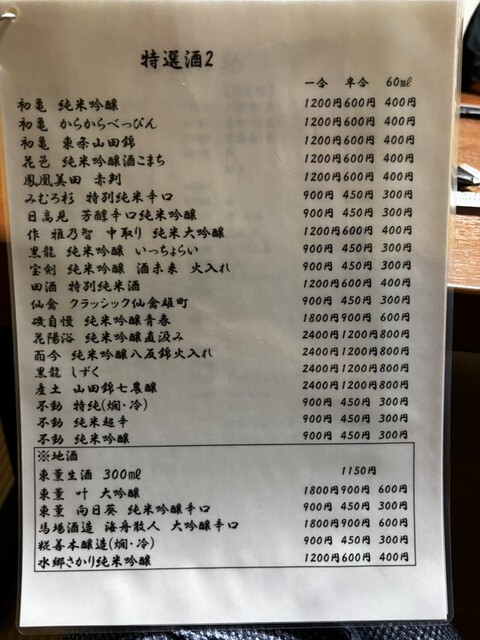 特選酒2
一合 半合 60㎖
初亀 純米吟醸 1200円 600円 400円
初亀 からからべっぴん 1200円 600円 400円
初亀 東条山田錦 1200円 600円 400円
花邑 純米吟醸酒こまち 1200円 600円 400円
鳳凰美田 赤判 1200円 600円 400円
みむろ杉 特別純米辛口 900円 450円 300円
日高見 芳醇辛口純米吟醸 900円 450円 300円
作 雅乃智 中取り 純米大吟醸 1200円 600円 400円
黒龍 純米吟醸 いっちょらい 900円 450円 300円
宝剣 純米吟醸 酒未来 火入れ 900円 450円 300円
田酒 特別純米酒 1200円 600円 400円
仙禽 クラッシック仙禽雄町 900円 450円 300円
磯自慢 純米吟醸青春 1800円 900円 600円
花陽浴 純米吟醸直汲み 2400円 1200円 800円
而今 純米吟醸八反錦火入れ 2400円 1200円 800円
黒龍 しずく 2400円 1200円 800円
産土 山田錦七農醸 2400円 1200円 800円
不動 特純(燗・冷) 900円 450円 300円
不動 純米超辛 900円 450円 300円
不動 純米吟醸 900円 450円 300円
※地酒
東薫生酒 300㎖ 1150円
東薫 叶 大吟醸 1800円 900円 600円
東薫 向日葵 純米吟醸辛口 900円 450円 300円
馬場酒造 海舟散人 大吟醸辛口 1800円 900円 600円
糀善本醸造(燗・冷) 900円 450円 300円
水郷さかり純米吟醸 1200円 600円 400円